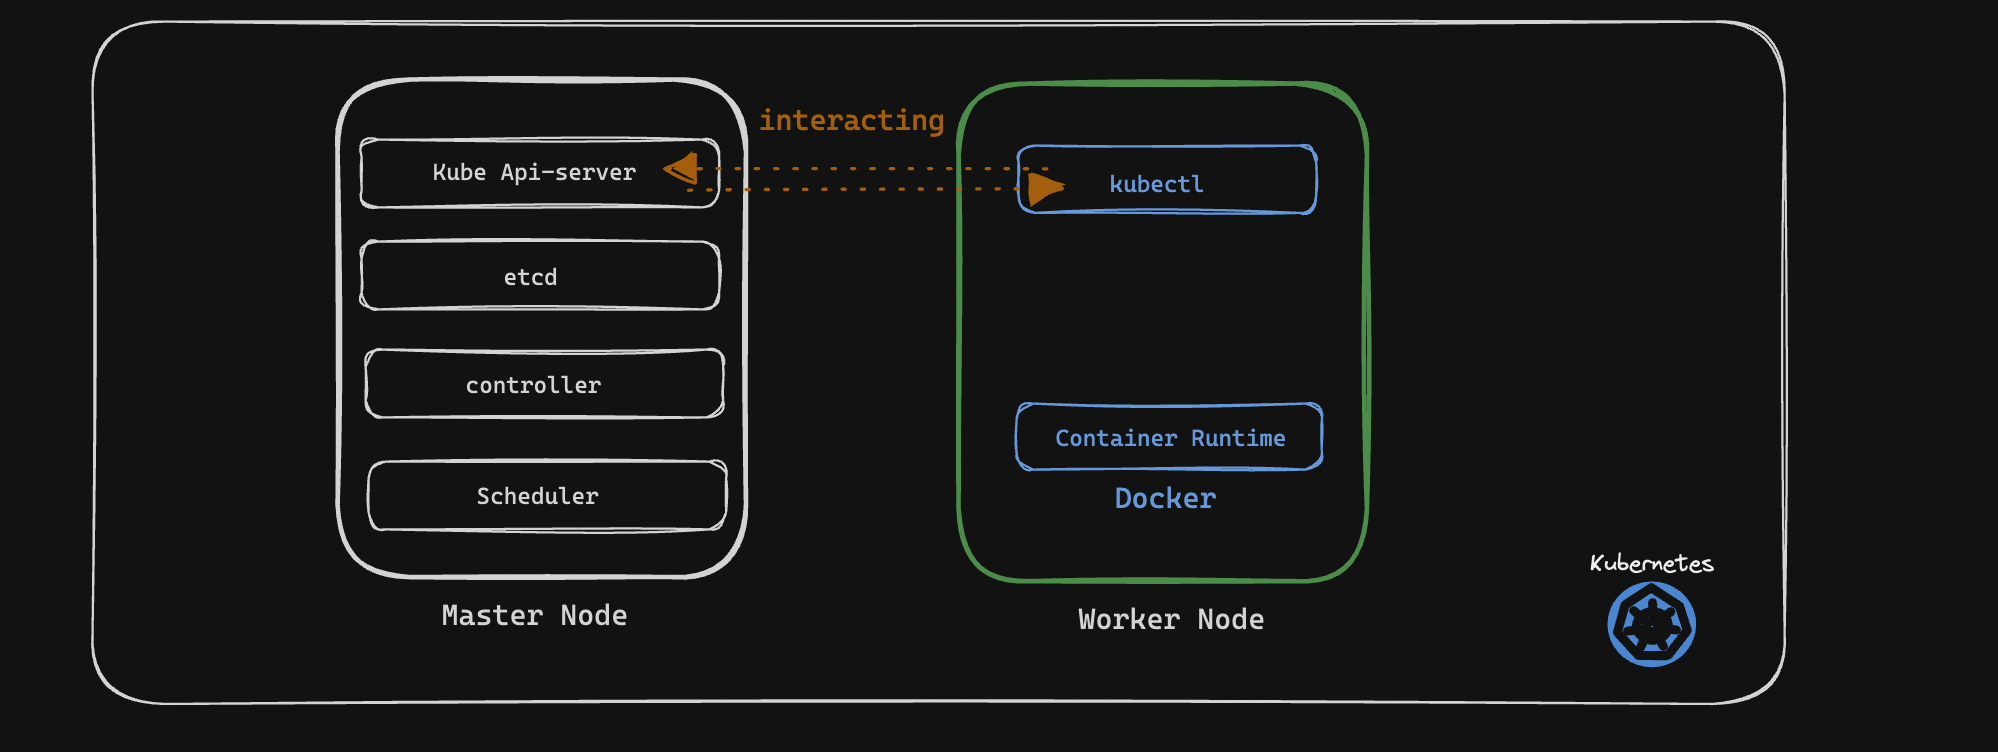 interacting
Kube Api-server
kubectl
etcd
controller
Container Runtime
Scheduler
Docker
Kubernetes
Master Node
Worker Node